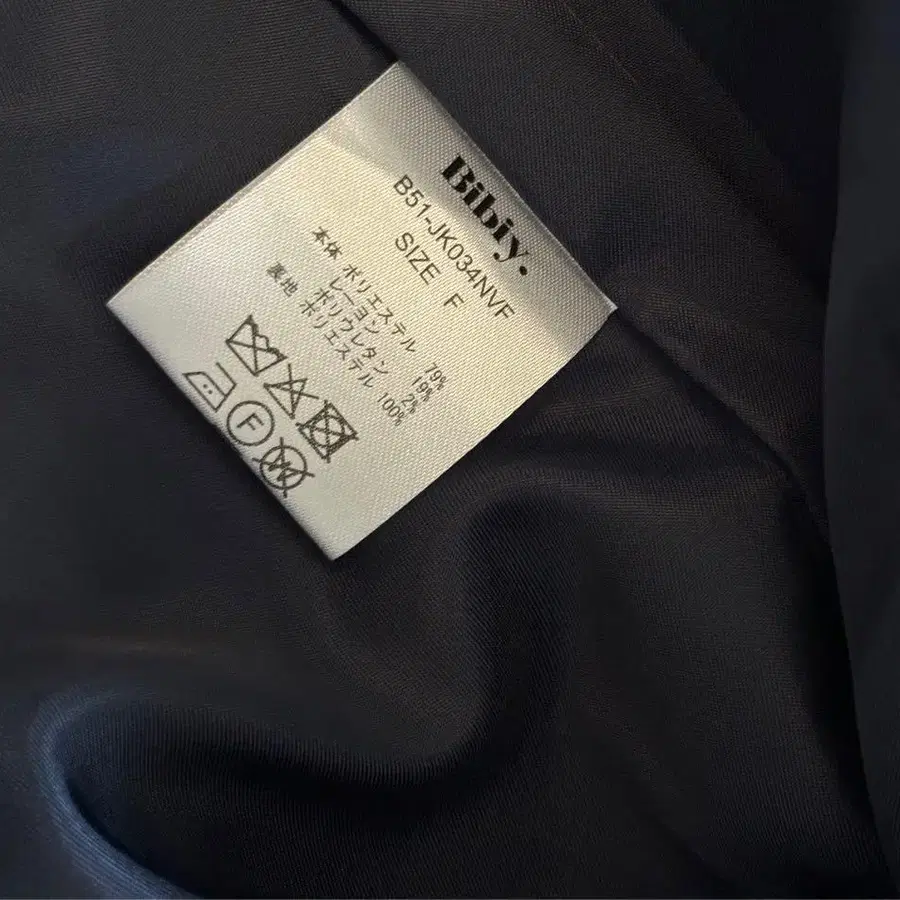 Bibiy.
B51-JK034NVF
SIZE F
本体 ポリエステル 79%
レーヨン 19%
ポリウレタン 2%
裏地 ポリエステル 100%
F
W